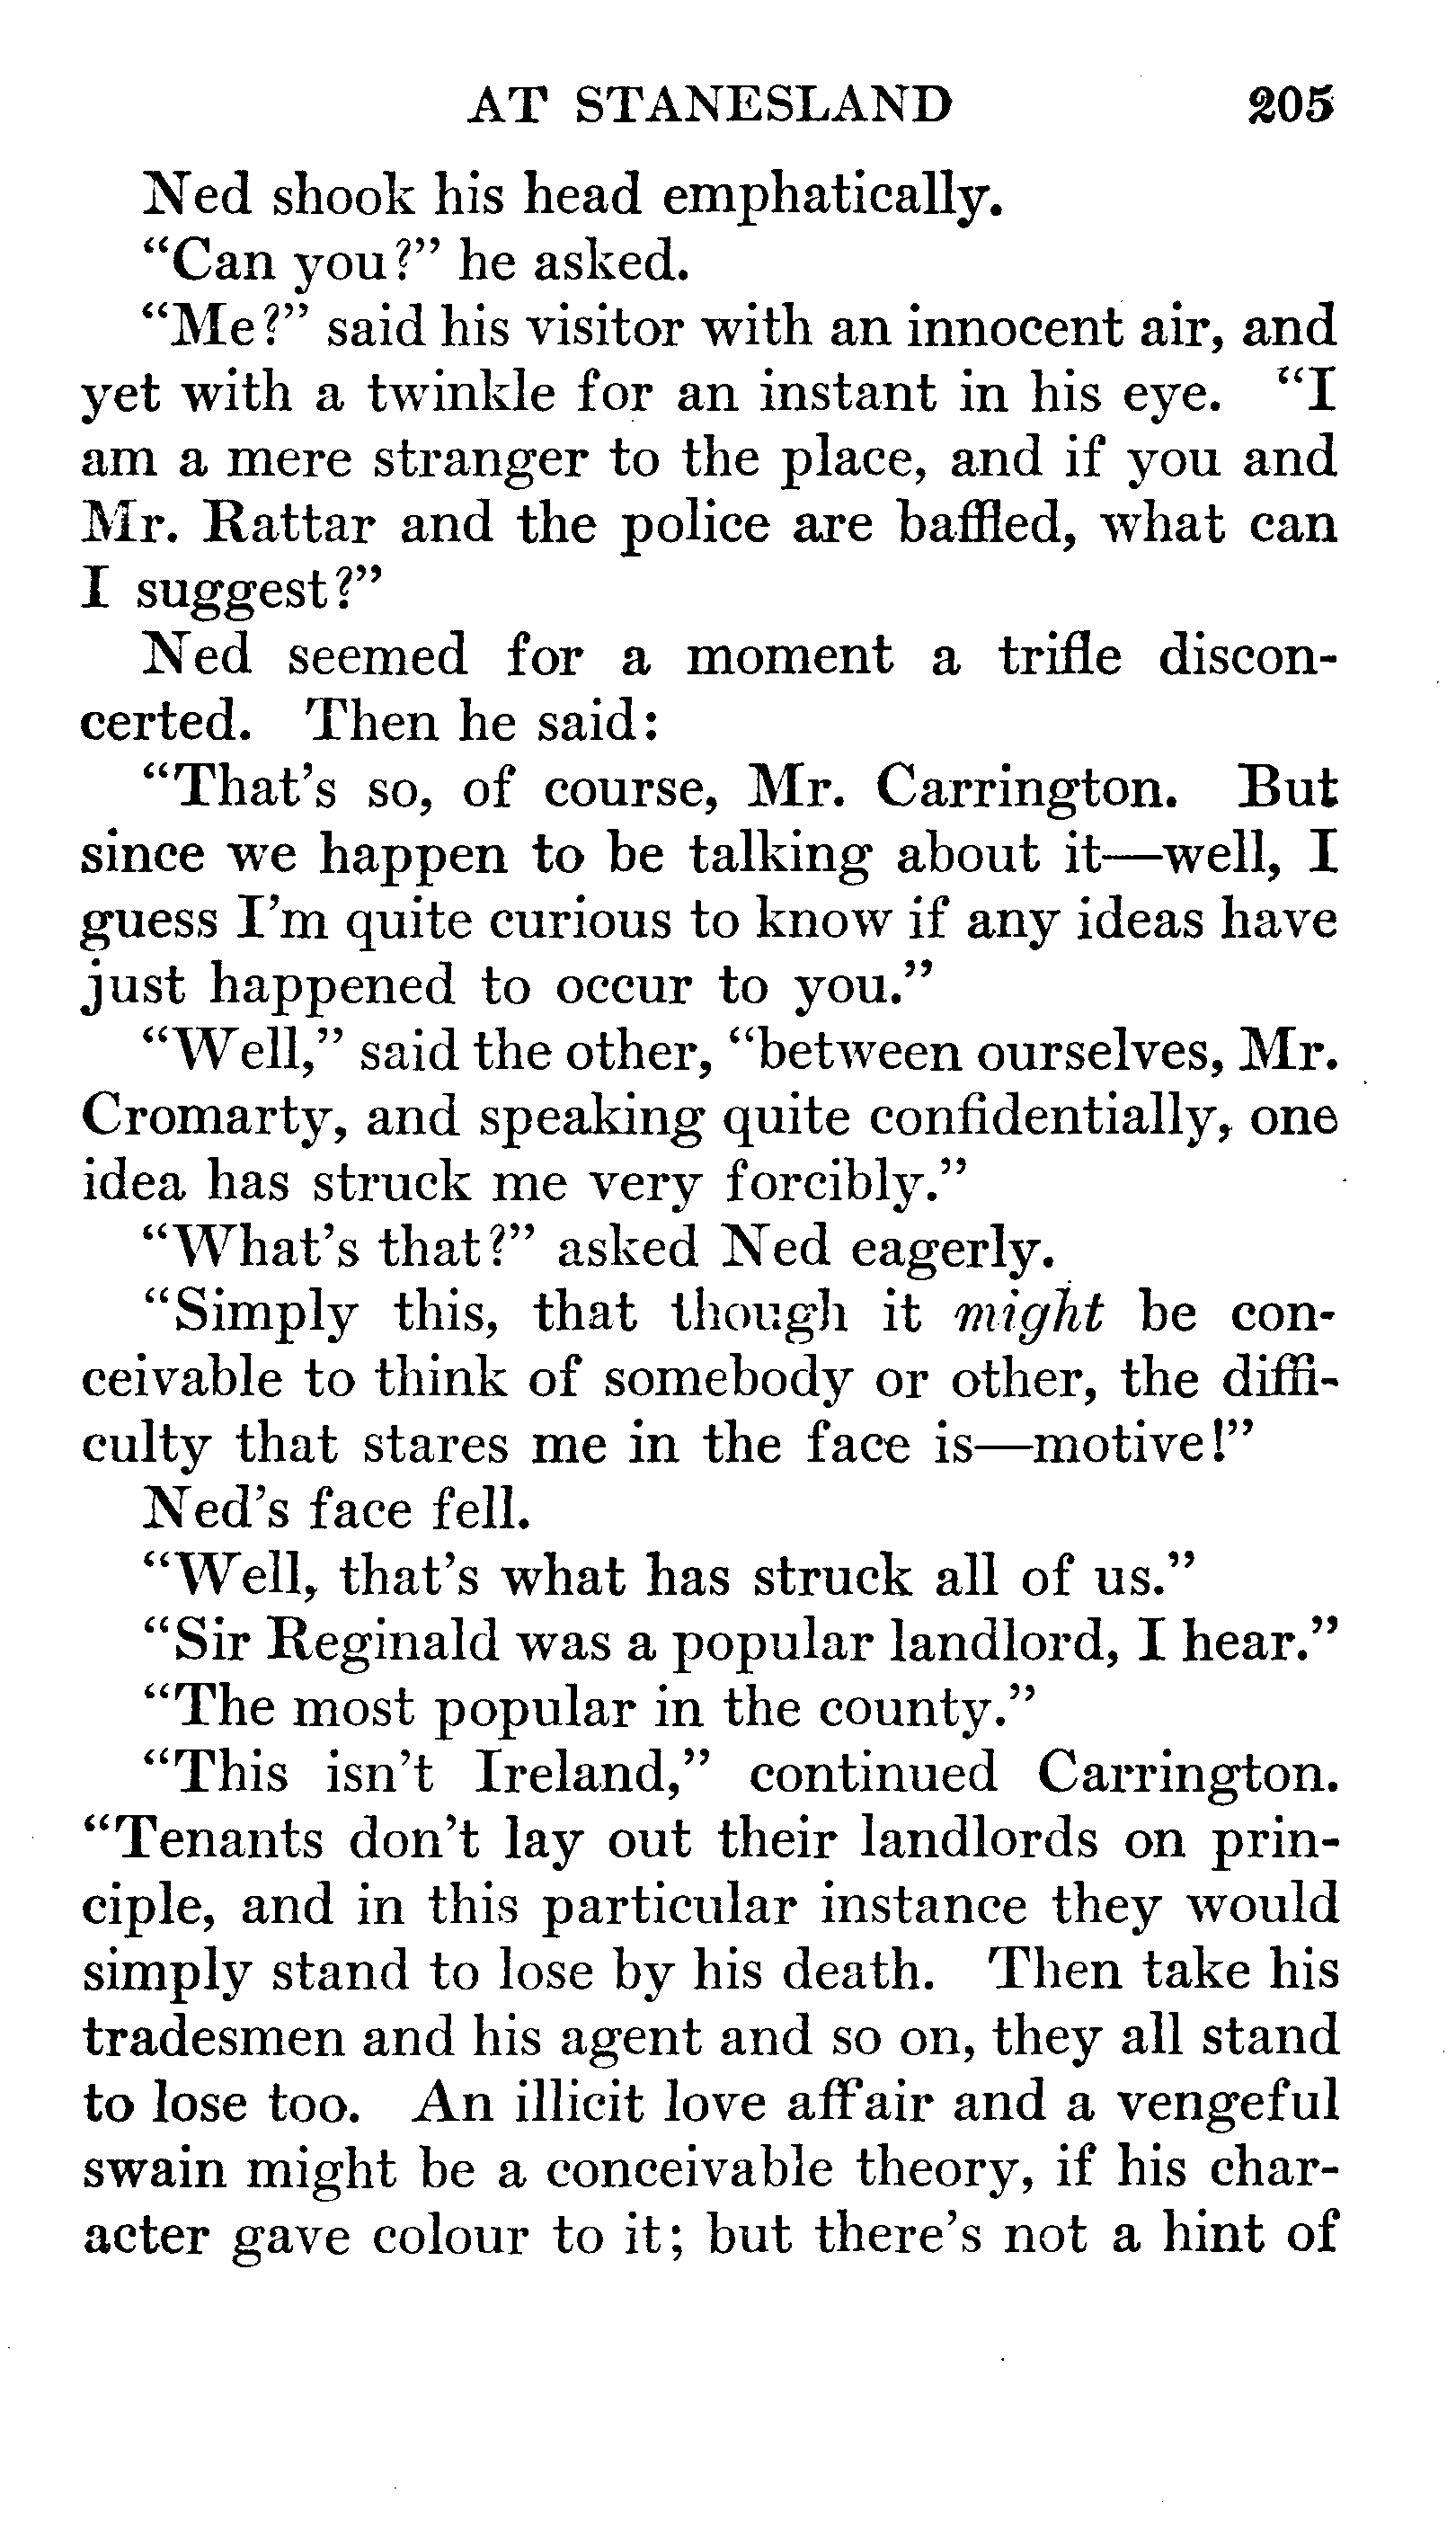 AT STANESLAND 205
Ned shook his head emphatically.
“Can you?” he asked.
“Me?” said his visitor with an innocent air, and
yet with a twinkle for an instant in his eye. “I
am a mere stranger to the place, and if you and
Mr. Rattar and the police are baffled, what can
I suggest?”
Ned seemed for a moment a trifle discon-
certed. Then he said:
“That's so, of course, Mr. Carrington. But
since we happen to be talking about it—well, I
guess I'm quite curious to know if any ideas have
just happened to occur to you.”
“Well,” said the other, “between ourselves, Mr.
Cromarty, and speaking quite confidentially, one
idea has struck me very forcibly.”
“What's that?” asked Ned eagerly.
“Simply this, that though it might be con-
ceivable to think of somebody or other, the diffi-
culty that stares me in the face is—motive!”
Ned's face fell.
“Well, that's what has struck all of us.”
“Sir Reginald was a popular landlord, I hear.”
“The most popular in the county.”
“This isn't Ireland,” continued Carrington.
“Tenants don't lay out their landlords on prin-
ciple, and in this particular instance they would
simply stand to lose by his death. Then take his
tradesmen and his agent and so on, they all stand
to lose too. An illicit love affair and a vengeful
swain might be a conceivable theory, if his char-
acter gave colour to it; but there's not a hint of